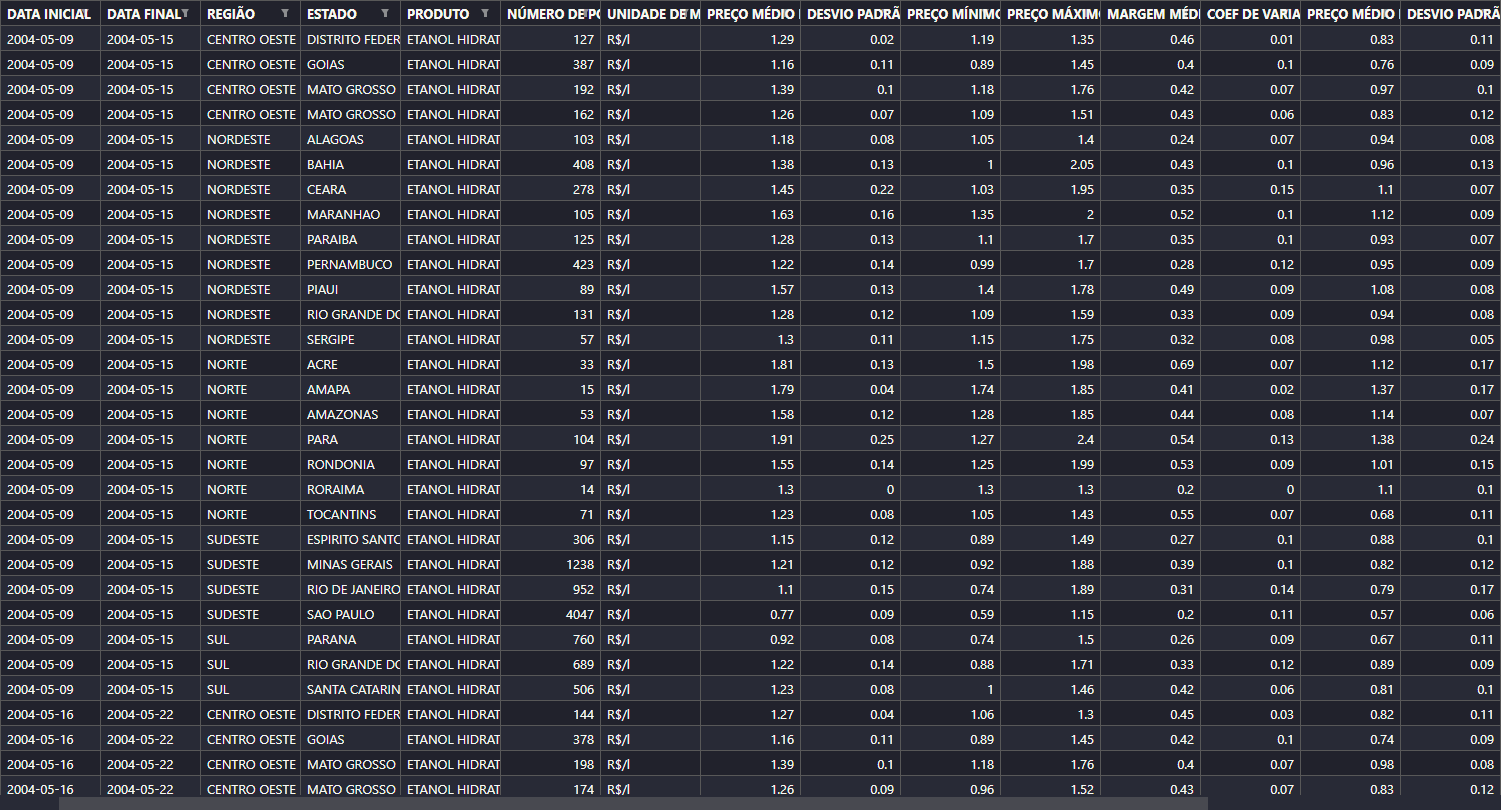 DATA INICIAL DATA FINAL REGIÃO ESTADO PRODUTO NÚMERO DE PO UNIDADE DE M PREÇO MÉDIO DESVIO PADRÃ PREÇO MÍNIMO PREÇO MÁXIMO MARGEM MÉDI COEF DE VARIA PREÇO MÉDIO DESVIO PADRÃ
2004-05-09 2004-05-15 CENTRO OESTE DISTRITO FEDER ETANOL HIDRAT 127 R$/l 1.29 0.02 1.19 1.35 0.46 0.01 0.83 0.11
2004-05-09 2004-05-15 CENTRO OESTE GOIAS ETANOL HIDRAT 387 R$/l 1.16 0.11 0.89 1.45 0.4 0.1 0.76 0.09
2004-05-09 2004-05-15 CENTRO OESTE MATO GROSSO ETANOL HIDRAT 192 R$/l 1.39 0.1 1.18 1.76 0.42 0.07 0.97 0.1
2004-05-09 2004-05-15 CENTRO OESTE MATO GROSSO ETANOL HIDRAT 162 R$/l 1.26 0.07 1.09 1.51 0.43 0.06 0.83 0.12
2004-05-09 2004-05-15 NORDESTE ALAGOAS ETANOL HIDRAT 103 R$/l 1.18 0.08 1.05 1.4 0.24 0.07 0.94 0.08
2004-05-09 2004-05-15 NORDESTE BAHIA ETANOL HIDRAT 408 R$/l 1.38 0.13 1 2.05 0.43 0.1 0.96 0.13
2004-05-09 2004-05-15 NORDESTE CEARA ETANOL HIDRAT 278 R$/l 1.45 0.22 1.03 1.95 0.35 0.15 1.1 0.07
2004-05-09 2004-05-15 NORDESTE MARANHAO ETANOL HIDRAT 105 R$/l 1.63 0.16 1.35 2 0.52 0.1 1.12 0.09
2004-05-09 2004-05-15 NORDESTE PARAIBA ETANOL HIDRAT 125 R$/l 1.28 0.13 1.1 1.7 0.35 0.1 0.93 0.07
2004-05-09 2004-05-15 NORDESTE PERNAMBUCO ETANOL HIDRAT 423 R$/l 1.22 0.14 0.99 1.7 0.28 0.12 0.95 0.09
2004-05-09 2004-05-15 NORDESTE PIAUI ETANOL HIDRAT 89 R$/l 1.57 0.13 1.4 1.78 0.49 0.09 1.08 0.08
2004-05-09 2004-05-15 NORDESTE RIO GRANDE DO ETANOL HIDRAT 131 R$/l 1.28 0.12 1.09 1.59 0.33 0.09 0.94 0.08
2004-05-09 2004-05-15 NORDESTE SERGIPE ETANOL HIDRAT 57 R$/l 1.3 0.11 1.15 1.75 0.32 0.08 0.98 0.05
2004-05-09 2004-05-15 NORTE ACRE ETANOL HIDRAT 33 R$/l 1.81 0.13 1.5 1.98 0.69 0.07 1.12 0.17
2004-05-09 2004-05-15 NORTE AMAPA ETANOL HIDRAT 15 R$/l 1.79 0.04 1.74 1.85 0.41 0.02 1.37 0.17
2004-05-09 2004-05-15 NORTE AMAZONAS ETANOL HIDRAT 53 R$/l 1.58 0.12 1.28 1.85 0.44 0.08 1.14 0.07
2004-05-09 2004-05-15 NORTE PARA ETANOL HIDRAT 104 R$/l 1.91 0.25 1.27 2.4 0.54 0.13 1.38 0.24
2004-05-09 2004-05-15 NORTE RONDONIA ETANOL HIDRAT 97 R$/l 1.55 0.14 1.25 1.99 0.53 0.09 1.01 0.15
2004-05-09 2004-05-15 NORTE RORAIMA ETANOL HIDRAT 14 R$/l 1.3 0 1.3 1.3 0.2 0 1.1 0.1
2004-05-09 2004-05-15 NORTE TOCANTINS ETANOL HIDRAT 71 R$/l 1.23 0.08 1.05 1.43 0.55 0.07 0.68 0.11
2004-05-09 2004-05-15 SUDESTE ESPIRITO SANTO ETANOL HIDRAT 306 R$/l 1.15 0.12 0.89 1.49 0.27 0.1 0.88 0.1
2004-05-09 2004-05-15 SUDESTE MINAS GERAIS ETANOL HIDRAT 1238 R$/l 1.21 0.12 0.92 1.88 0.39 0.1 0.82 0.12
2004-05-09 2004-05-15 SUDESTE RIO DE JANEIRO ETANOL HIDRAT 952 R$/l 1.1 0.15 0.74 1.89 0.31 0.14 0.79 0.17
2004-05-09 2004-05-15 SUDESTE SAO PAULO ETANOL HIDRAT 4047 R$/l 0.77 0.09 0.59 1.15 0.2 0.11 0.57 0.06
2004-05-09 2004-05-15 SUL PARANA ETANOL HIDRAT 760 R$/l 0.92 0.08 0.74 1.5 0.26 0.09 0.67 0.11
2004-05-09 2004-05-15 SUL RIO GRANDE DO ETANOL HIDRAT 689 R$/l 1.22 0.14 0.88 1.71 0.33 0.12 0.89 0.09
2004-05-09 2004-05-15 SUL SANTA CATARIN ETANOL HIDRAT 506 R$/l 1.23 0.08 1 1.46 0.42 0.06 0.81 0.1
2004-05-16 2004-05-22 CENTRO OESTE DISTRITO FEDER ETANOL HIDRAT 144 R$/l 1.27 0.04 1.06 1.3 0.45 0.03 0.82 0.11
2004-05-16 2004-05-22 CENTRO OESTE GOIAS ETANOL HIDRAT 378 R$/l 1.16 0.11 0.89 1.45 0.42 0.1 0.74 0.09
2004-05-16 2004-05-22 CENTRO OESTE MATO GROSSO ETANOL HIDRAT 198 R$/l 1.39 0.1 1.18 1.76 0.4 0.07 0.98 0.08
2004-05-16 2004-05-22 CENTRO OESTE MATO GROSSO ETANOL HIDRAT 174 R$/l 1.26 0.09 0.96 1.52 0.43 0.07 0.83 0.12